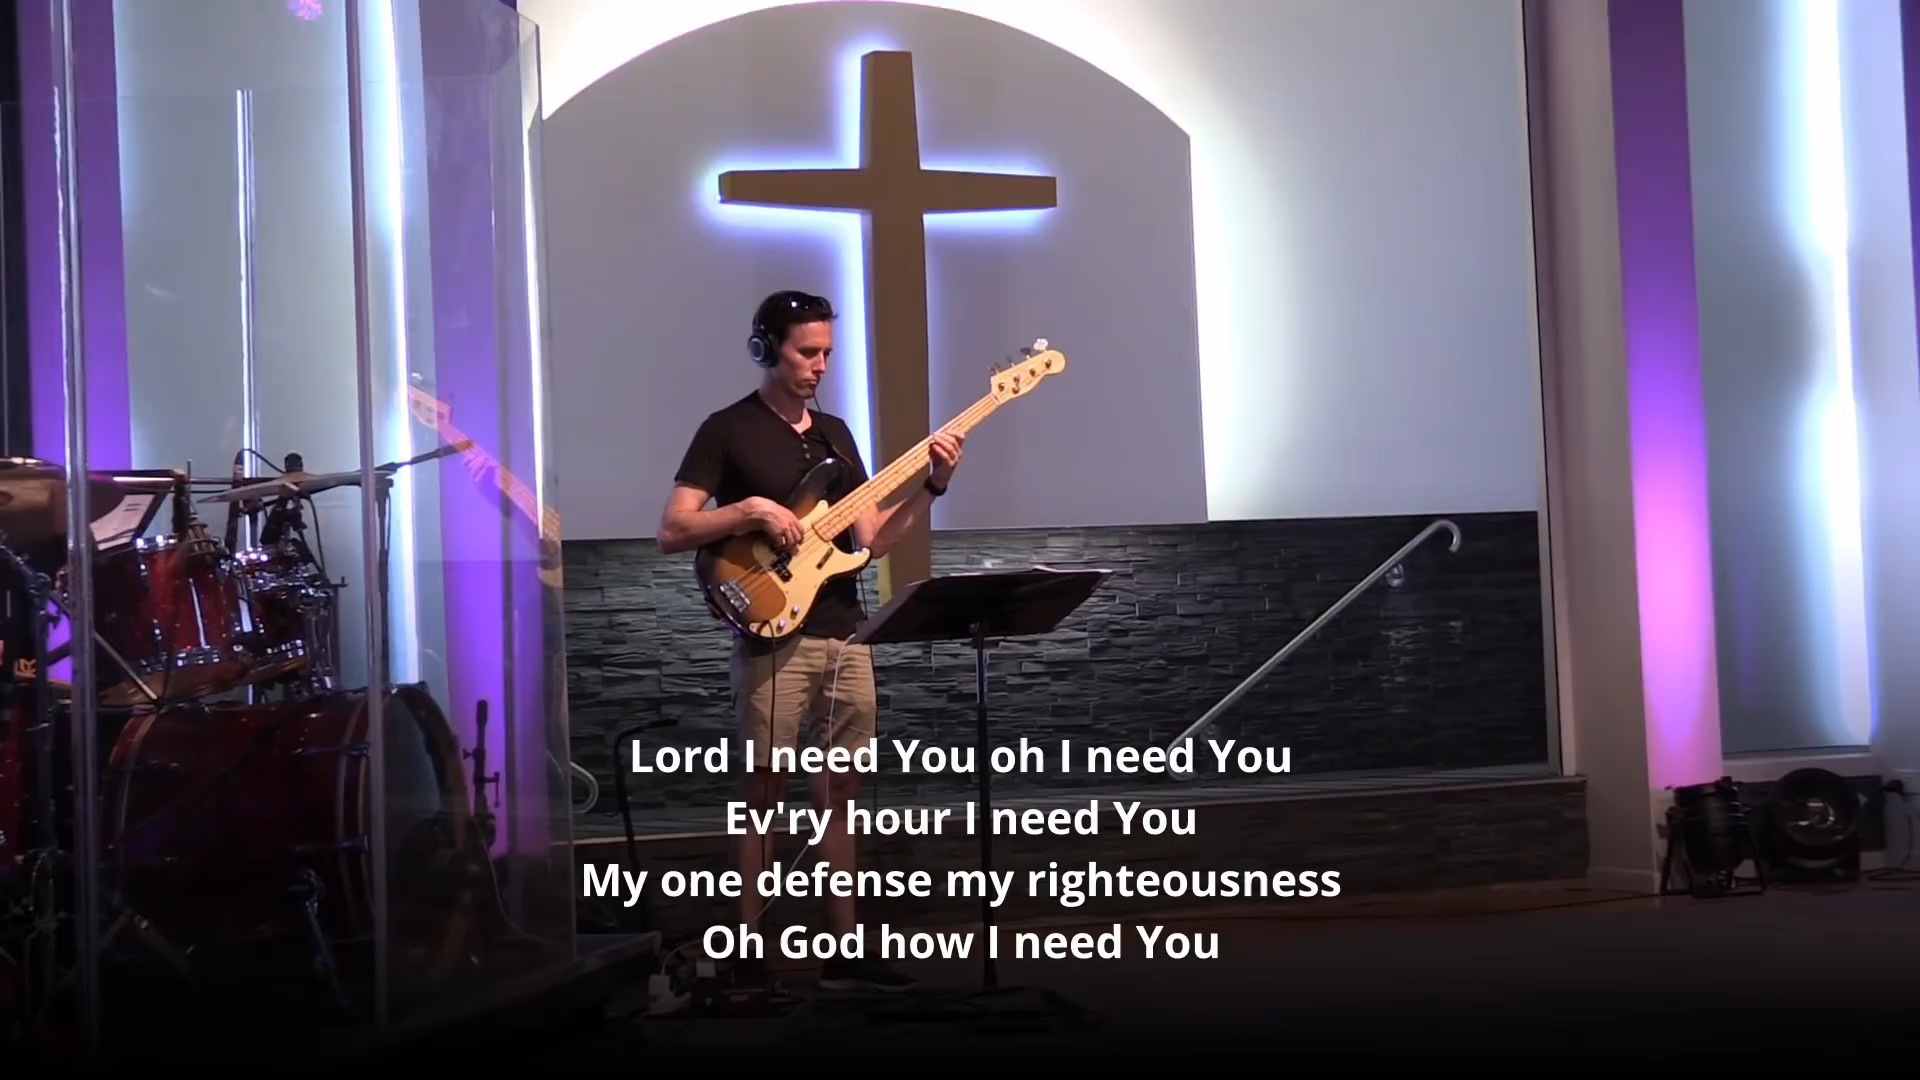 Lord I need You oh I need You
Ev'ry hour I need You
My one defense my righteousness
Oh God how I need You